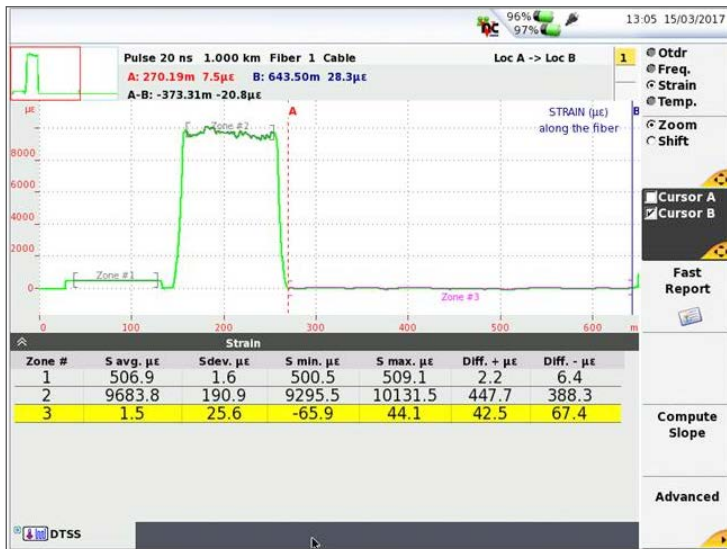 96%
97%
13:05 15/03/2017
Pulse 20 ns 1.000 km Fiber 1 Cable Loc A -> Loc B 1
A: 270.19m 7.5µε B: 643.50m 28.3µε
A-B: -373.31m -20.8µε
µε
A
B
STRAIN (µε)
along the fiber
8000
6000
4000
2000
0
Zone #2
Zone #1
Zone #3
0 100 200 300 400 500 600 m
Strain
Zone # S avg. µε Sdev. µε S min. µε S max. µε Diff. + µε Diff. - µε
1 506.9 1.6 500.5 509.1 2.2 6.4
2 9683.8 190.9 9295.5 10131.5 447.7 388.3
3 1.5 25.6 -65.9 44.1 42.5 67.4
DTSS
Otdr
Freq.
Strain
Temp.
Zoom
Shift
Cursor A
Cursor B
Fast
Report
Compute
Slope
Advanced